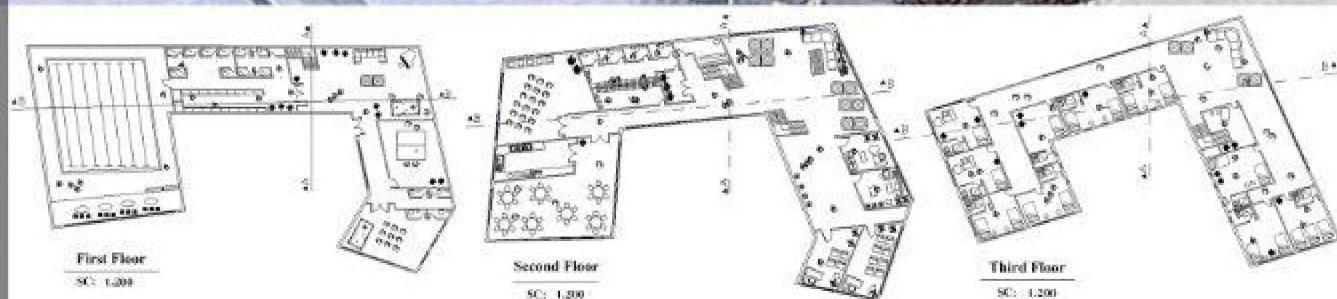 First Floor
SC: 1.200
Second Floor
SC: 1.200
Third Floor
SC: 1.200